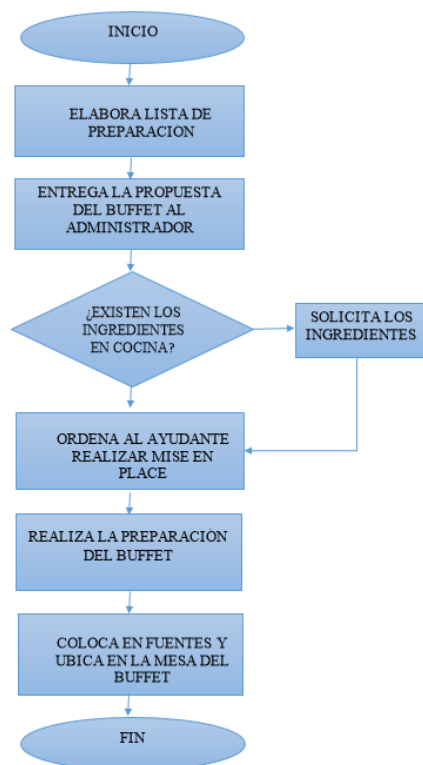 INICIO
ELABORA LISTA DE
PREPARACIÓN
ENTREGA LA PROPUESTA
DEL BUFFET AL
ADMINISTRADOR
¿EXISTEN LOS
INGREDIENTES
EN COCINA?
SOLICITA LOS
INGREDIENTES
ORDENA AL AYUDANTE
REALIZAR MISE EN
PLACE
REALIZA LA PREPARACIÓN
DEL BUFFET
COLOCA EN FUENTES Y
UBICA EN LA MESA DEL
BUFFET
FIN